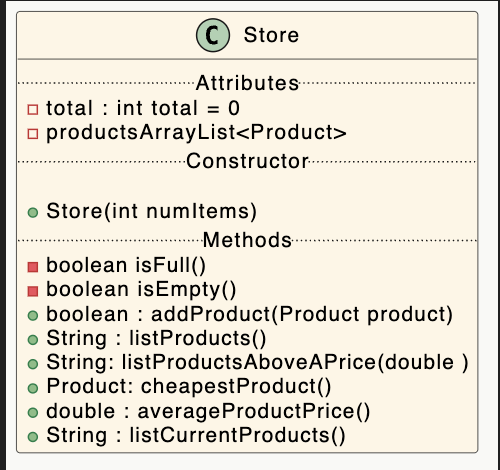 C Store
Attributes
total : int total = 0
productsArrayList<Product>
Constructor
Store(int numItems)
Methods
boolean isFull()
boolean isEmpty()
boolean : addProduct(Product product)
String : listProducts()
String: listProductsAboveAPrice(double )
Product: cheapestProduct()
double : averageProductPrice()
String : listCurrentProducts()